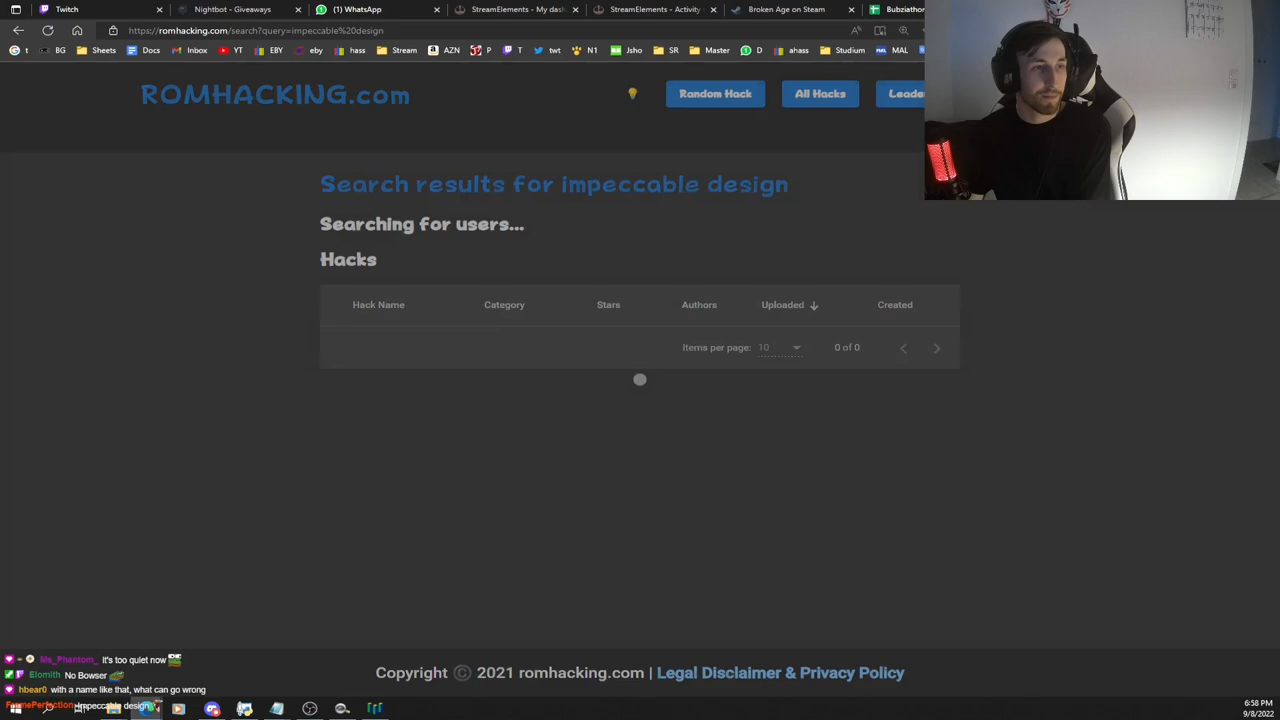 Twitch
Nightbot - Giveaways
(1) WhatsApp
StreamElements - My dash
StreamElements - Activity
Broken Age on Steam
Bubziathon
https://romhacking.com/search?query=impeccable%20design
t
BG
Sheets
Docs
Inbox
YT
EBY
hass
Stream
AZN
P
T
twt
N1
eby
Jsho
SR
Master
D
ahass
Studium
MAL
AL
ROMHACKING.com
Random Hack
All Hacks
Leade
Search results for impeccable design
Searching for users...
Hacks
Hack Name
Category
Stars
Authors
Uploaded
Created
Items per page: 10
0 of 0
Ms_Phantom_ It's too quiet now
Elomith No Bowser
hbear0 with a name like that, what can go wrong
FramePerfection: Impeccable design
Copyright © 2021 romhacking.com | Legal Disclaimer & Privacy Policy
6:58 PM
9/8/2022